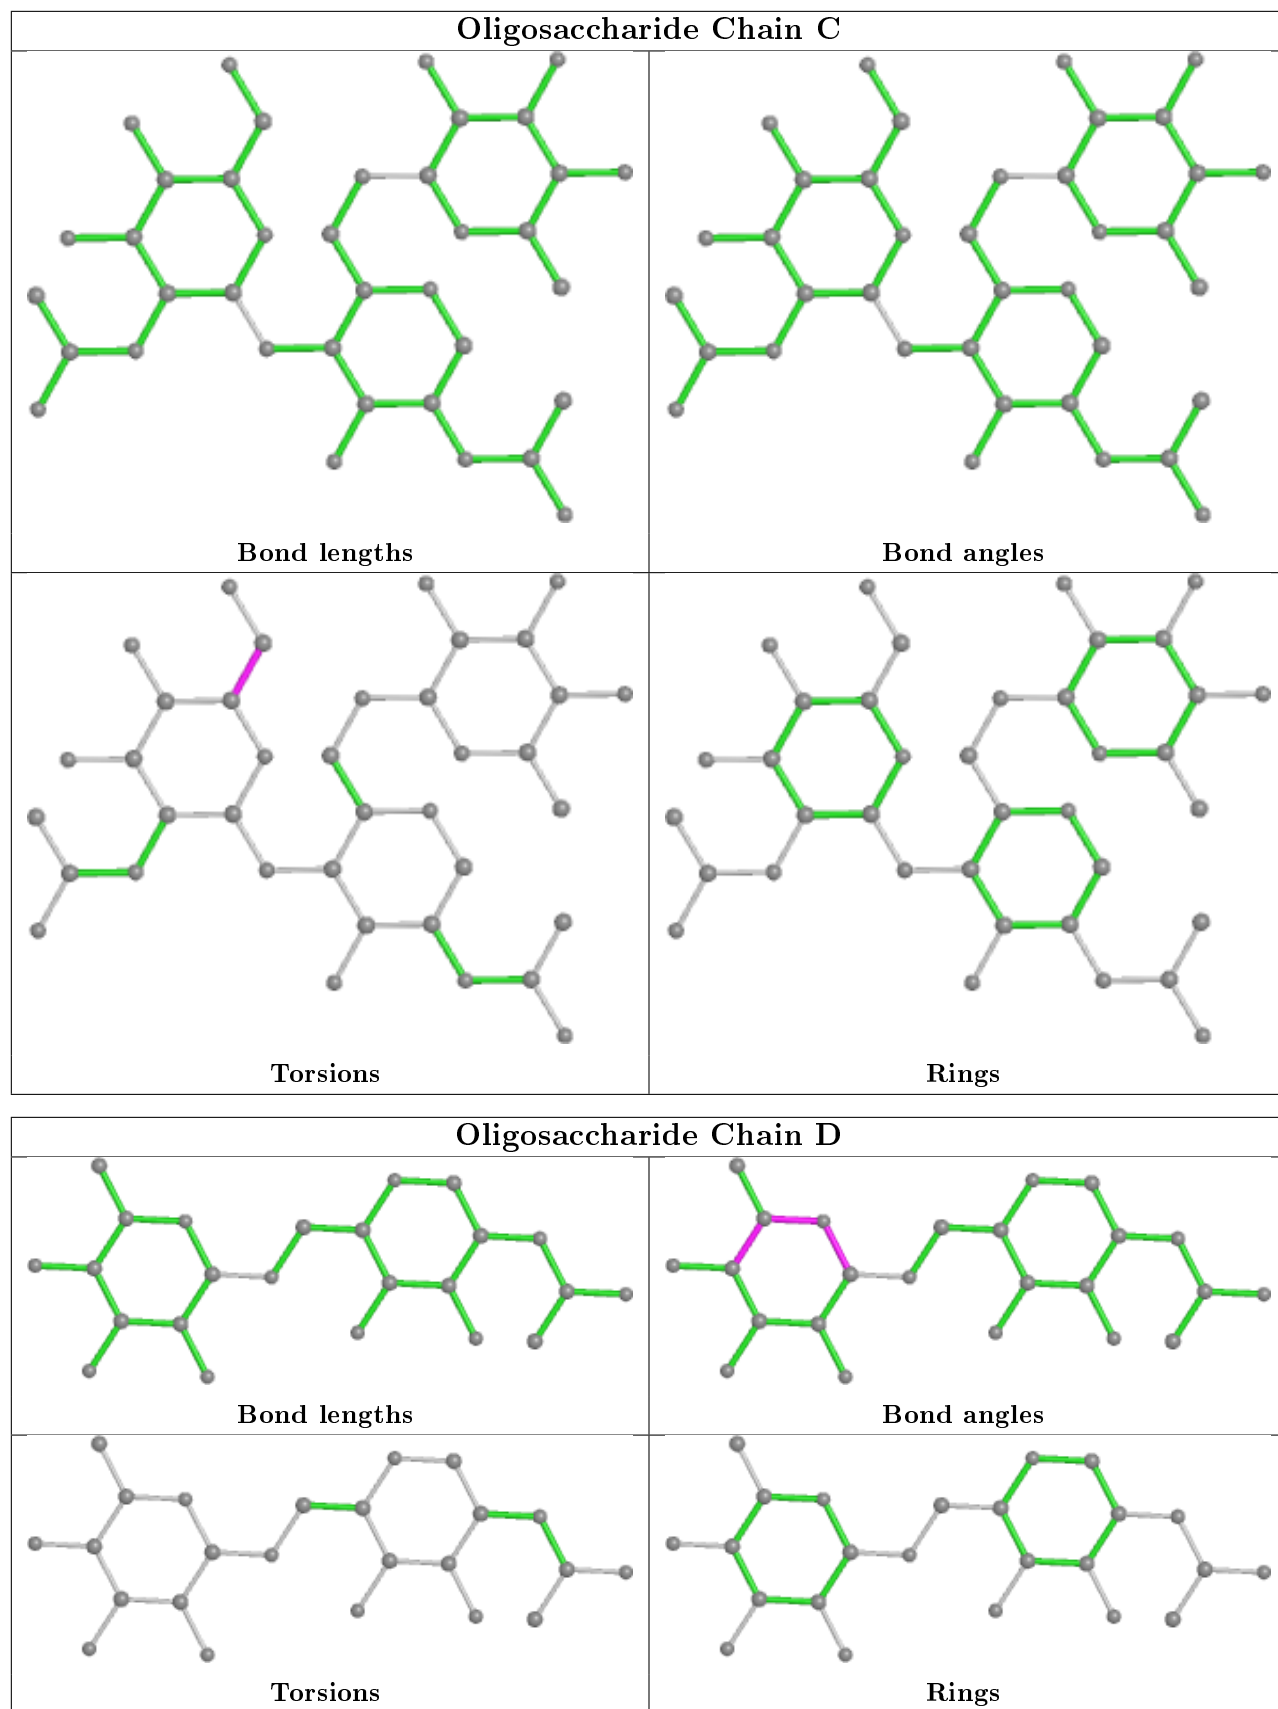 Oligosaccharide Chain C
Bond lengths
Bond angles
Torsions
Rings
Oligosaccharide Chain D
Bond lengths
Bond angles
Torsions
Rings